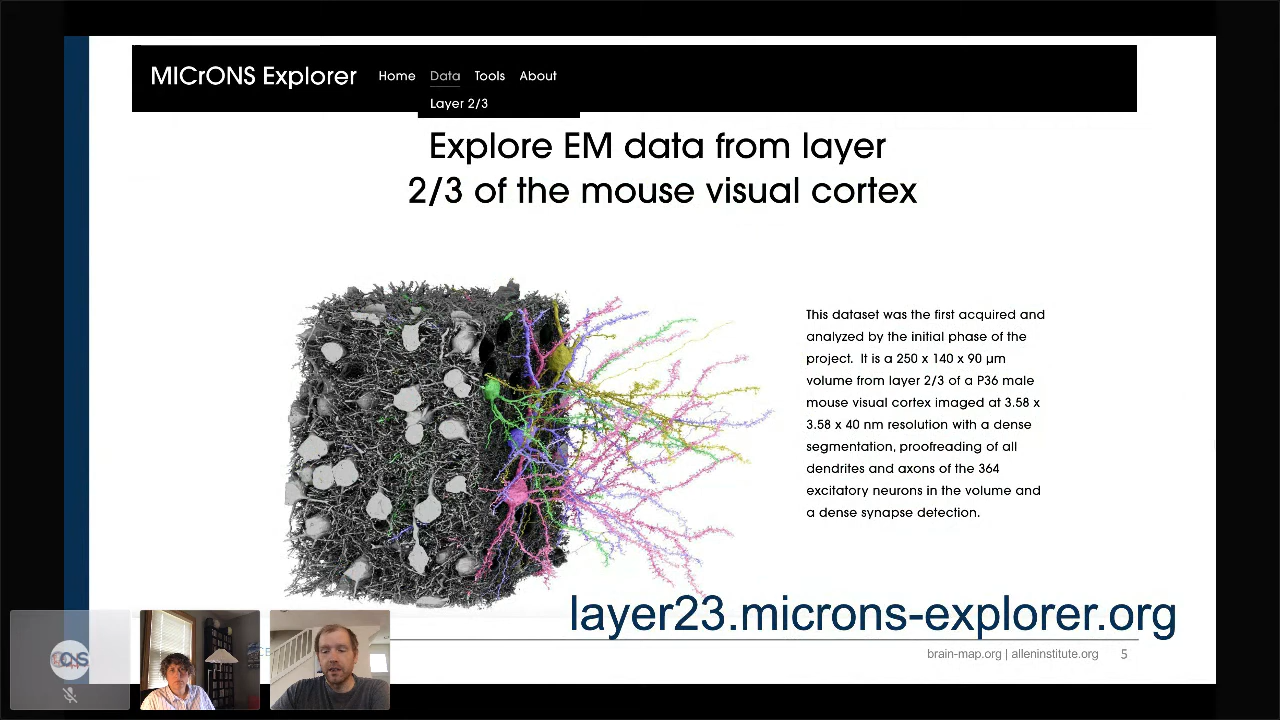 MICrONS Explorer Home Data Tools About
Layer 2/3
Explore EM data from layer
2/3 of the mouse visual cortex
This dataset was the first acquired and
analyzed by the initial phase of the
project. It is a 250 x 140 x 90 µm
volume from layer 2/3 of a P36 male
mouse visual cortex imaged at 3.58 x
3.58 x 40 nm resolution with a dense
segmentation, proofreading of all
dendrites and axons of the 364
excitatory neurons in the volume and
a dense synapse detection.
layer23.microns-explorer.org
brain-map.org | alleninstitute.org 5